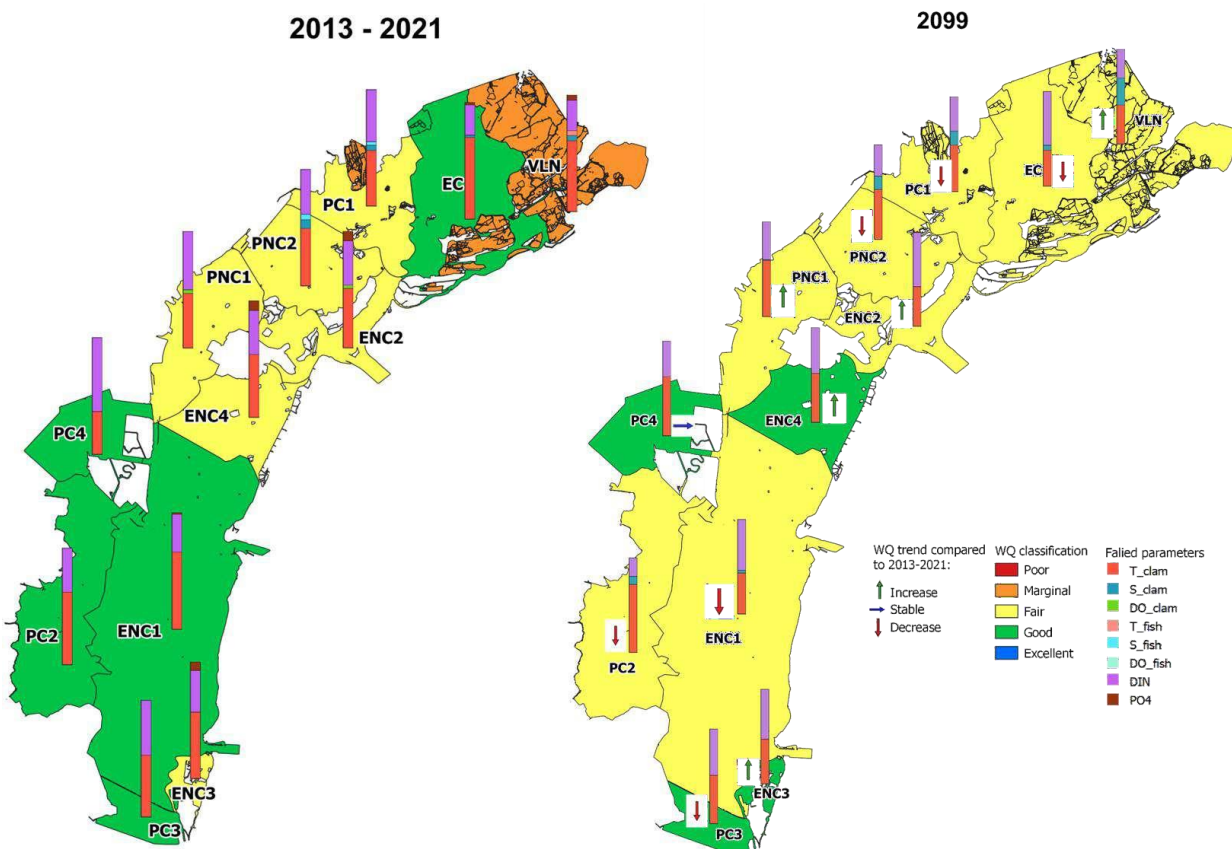 2013 - 2021
2099
EC
VLN
PC1
PNC2
PNC1
ENC2
ENC4
PC4
PC2
ENC1
ENC3
PC3
VLN
EC
PC1
PNC2
PNC1
ENC2
PC4
ENC4
ENC1
PC2
ENC3
PC3
WQ trend compared
to 2013-2021:
Increase
Stable
Decrease
WQ classification
Poor
Marginal
Fair
Good
Excellent
Falied parameters
T_clam
S_clam
DO_clam
T_fish
S_fish
DO_fish
DIN
PO4